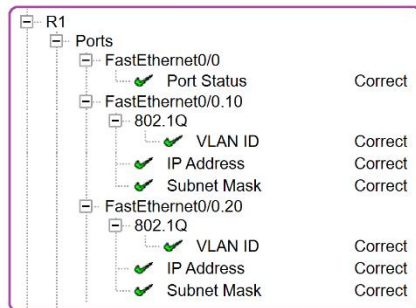 R1
Ports
FastEthernet0/0
Port Status Correct
FastEthernet0/0.10
802.1Q
VLAN ID Correct
IP Address Correct
Subnet Mask Correct
FastEthernet0/0.20
802.1Q
VLAN ID Correct
IP Address Correct
Subnet Mask Correct